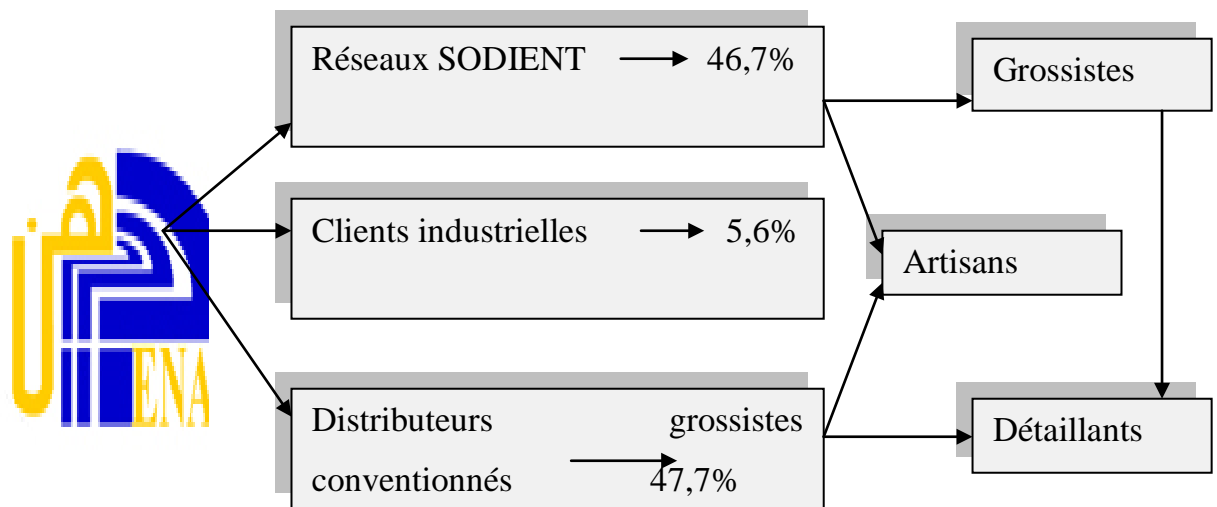 Réseaux SODIENT 46,7%
Grossistes
Clients industrielles 5,6%
Artisans
ENA
Distributeurs grossistes
conventionnés 47,7%
Détaillants